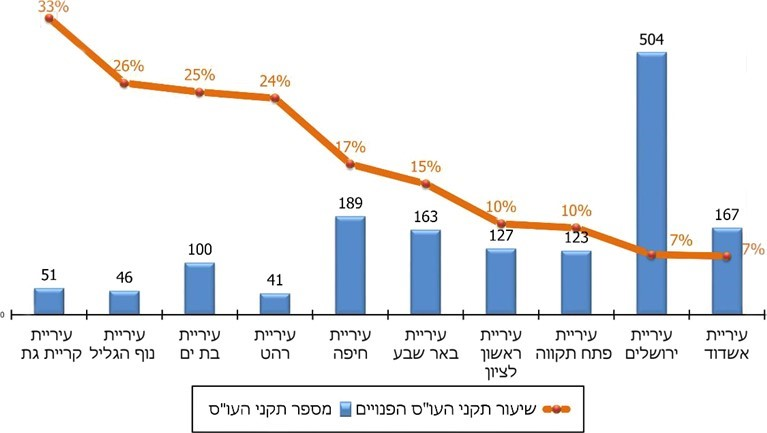 33%
26%
25%
24%
17%
15%
10%
10%
7%
7%
51
46
100
41
189
163
127
123
504
167
0
עיריית קריית גת
עיריית נוף הגליל
עיריית בת ים
עיריית רהט
עיריית חיפה
עיריית באר שבע
עיריית ראשון לציון
עיריית פתח תקווה
עיריית ירושלים
עיריית אשדוד
שיעור תקני העו"ס הפנויים
מספר תקני העו"ס